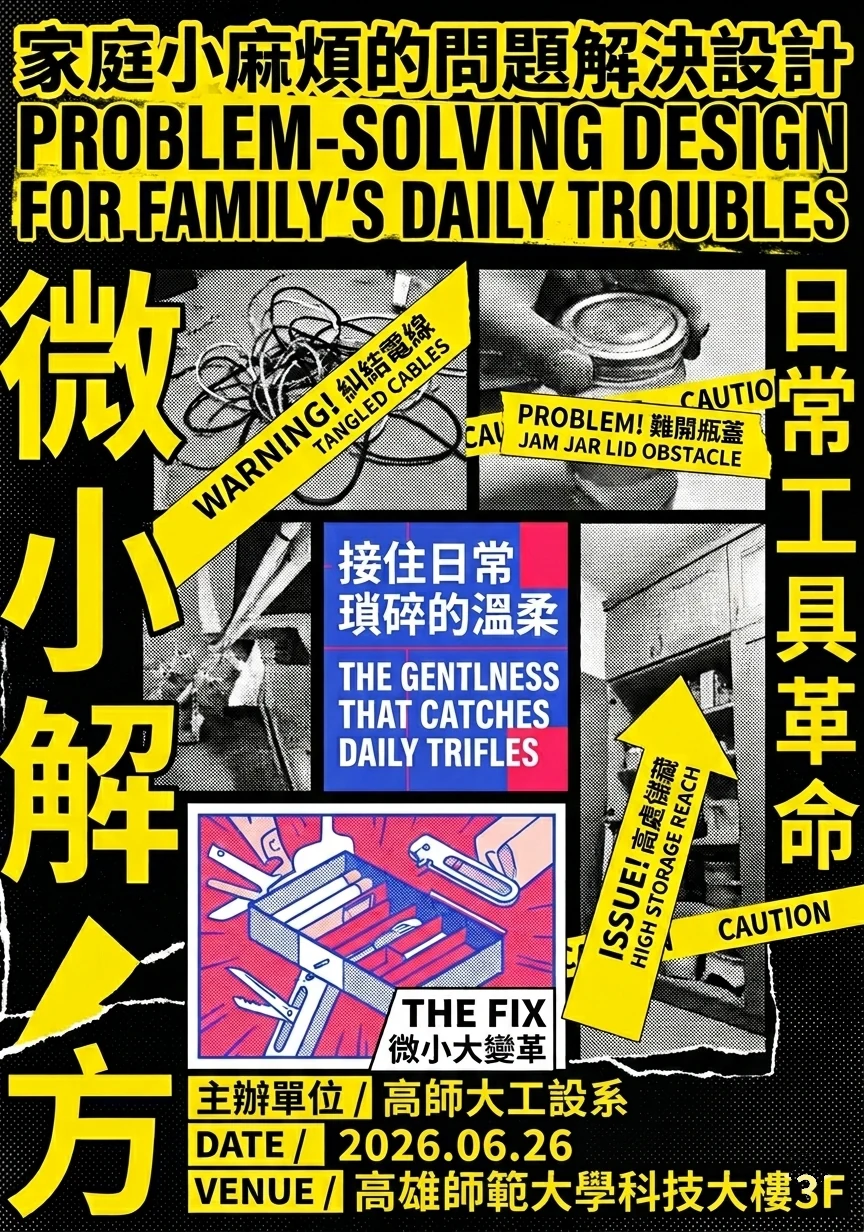 家庭小麻煩的問題解決設計
PROBLEM-SOLVING DESIGN
FOR FAMILY'S DAILY TROUBLES
微小解方
日常工具革命
WARNING! 糾結電線
TANGLED CABLES
CAUTIO
CAU
PROBLEM! 難開瓶蓋
JAM JAR LID OBSTACLE
接住日常
瑣碎的溫柔
THE GENTLNESS
THAT CATCHES
DAILY TRIFLES
ISSUE! 高處儲藏
HIGH STORAGE REACH
CAUTION
THE FIX
微小大變革
主辦單位 / 高師大工設系
DATE / 2026.06.26
VENUE / 高雄師範大學科技大樓3F